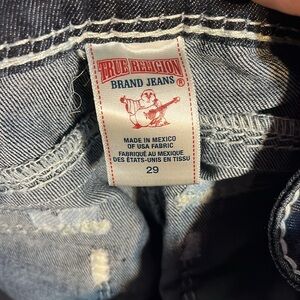 TRUE RELIGION
BRAND JEANS ®
MADE IN MEXICO
OF USA FABRIC
FABRIQUÉ AU MEXIQUE
DES ÉTATS-UNIS EN TISSU
29